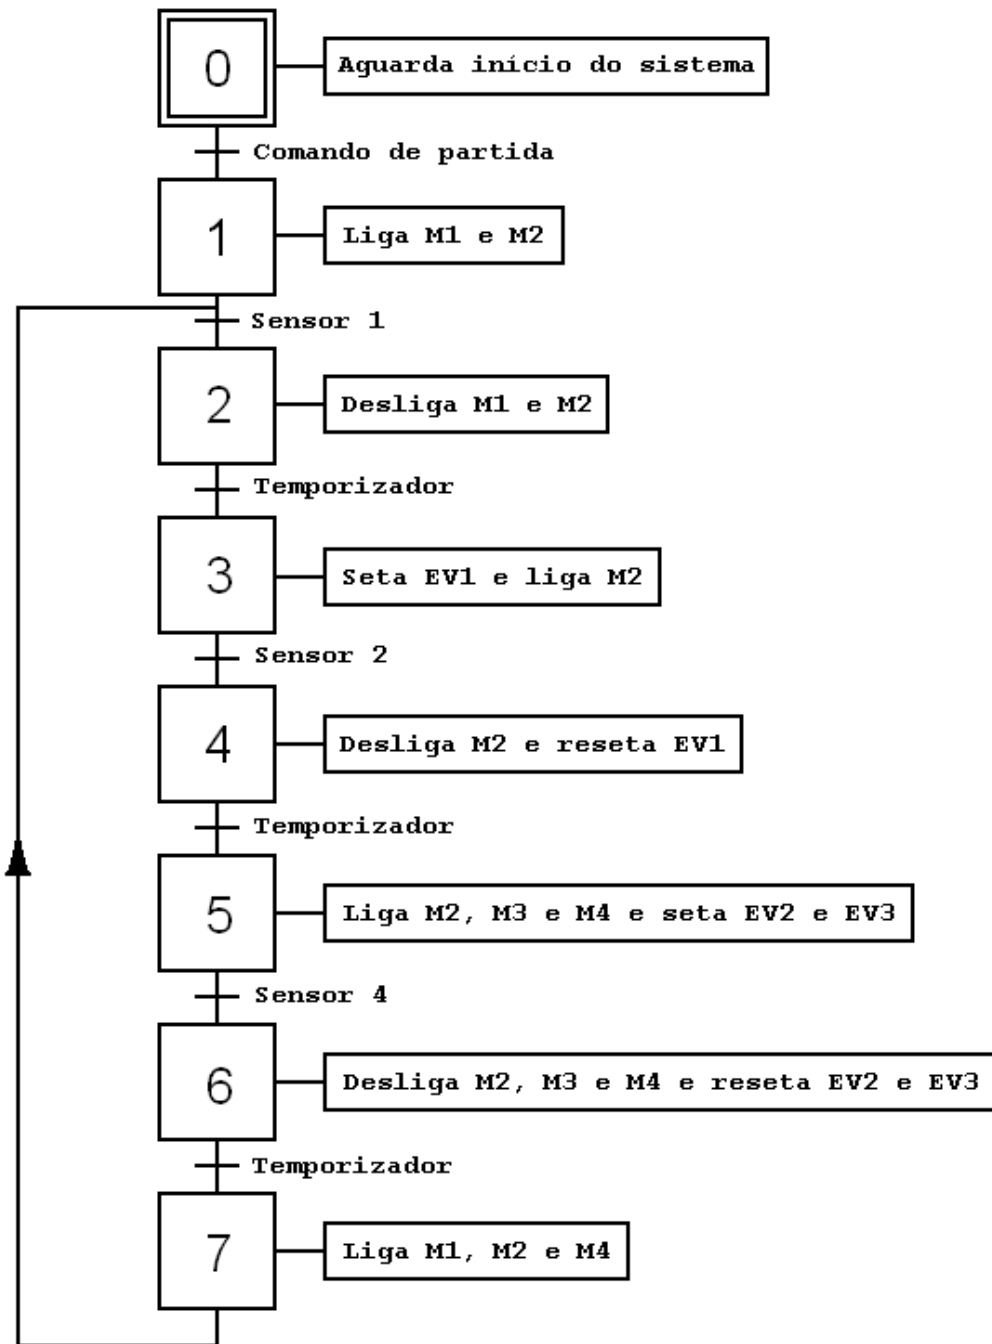 0
Aguarda início do sistema
Comando de partida
1
Liga M1 e M2
Sensor 1
2
Desliga M1 e M2
Temporizador
3
Seta EV1 e liga M2
Sensor 2
4
Desliga M2 e reseta EV1
Temporizador
5
Liga M2, M3 e M4 e seta EV2 e EV3
Sensor 4
6
Desliga M2, M3 e M4 e reseta EV2 e EV3
Temporizador
7
Liga M1, M2 e M4